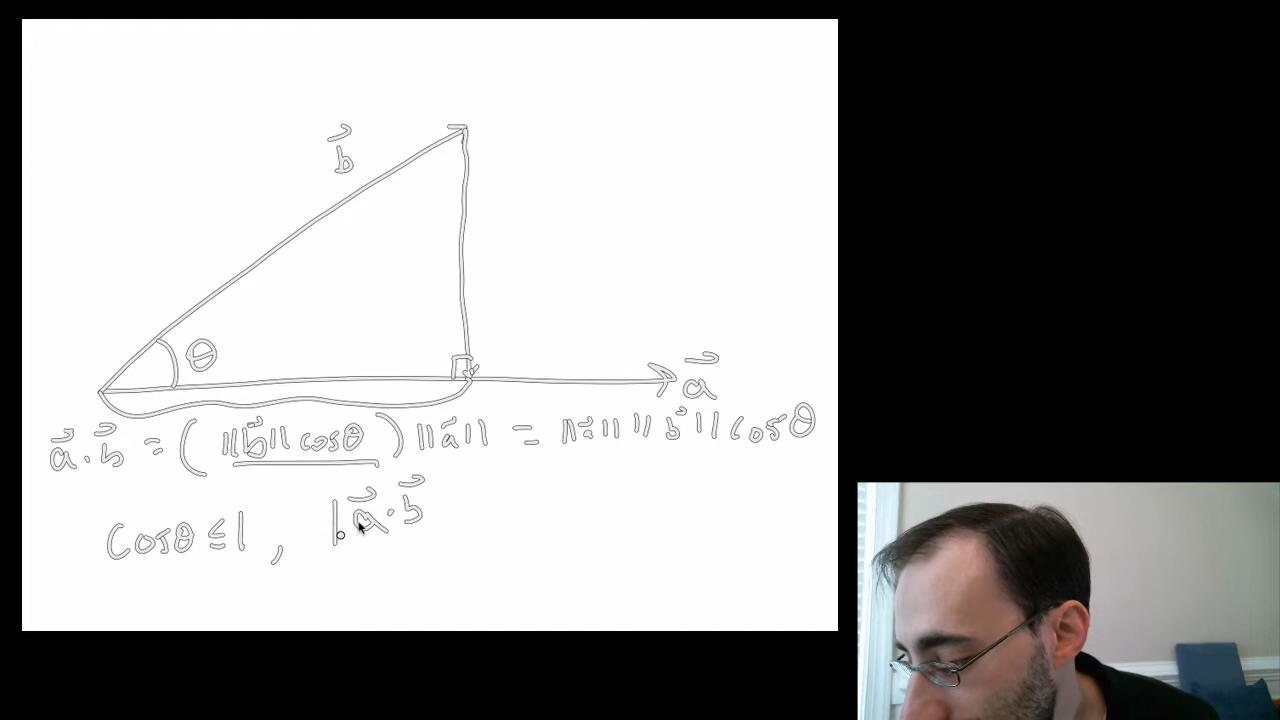 b⃗
θ
a⃗
a⃗·b⃗ = (‖b⃗‖cosθ)‖a⃗‖ = ‖a⃗‖‖b⃗‖cosθ
cosθ ≤ 1, |a⃗·b⃗